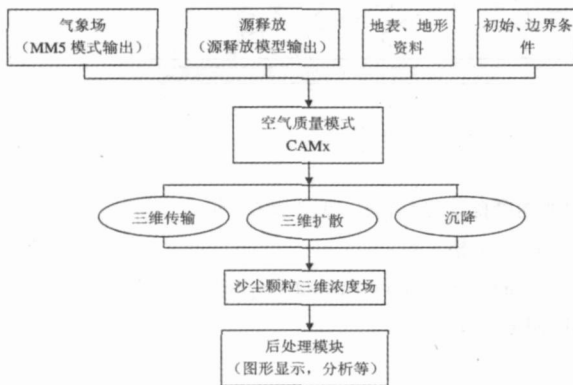 气象场
（MM5 模式输出）
源释放
（源释放模型输出）
地表、地形
资料
初始、边界条
件
空气质量模式
CAMx
三维传输
三维扩散
沉降
沙尘颗粒三维浓度场
后处理模块
（图形显示，分析等）